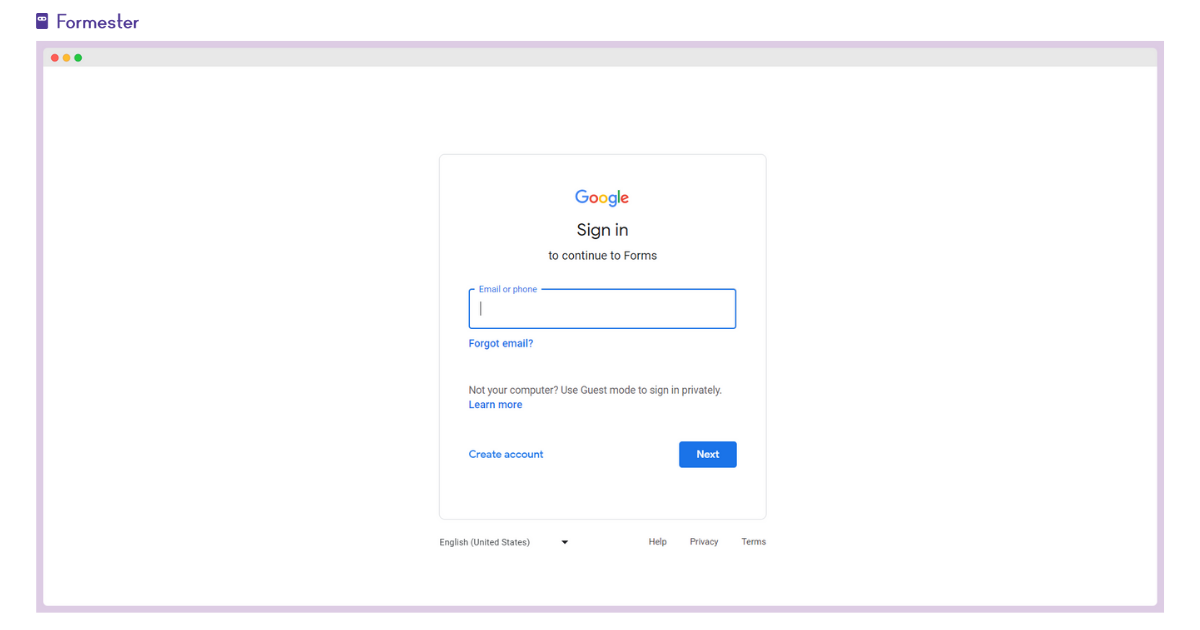 Formester
Google
Sign in
to continue to Forms
Email or phone
Forgot email?
Not your computer? Use Guest mode to sign in privately.
Learn more
Create account
Next
English (United States)
Help
Privacy
Terms